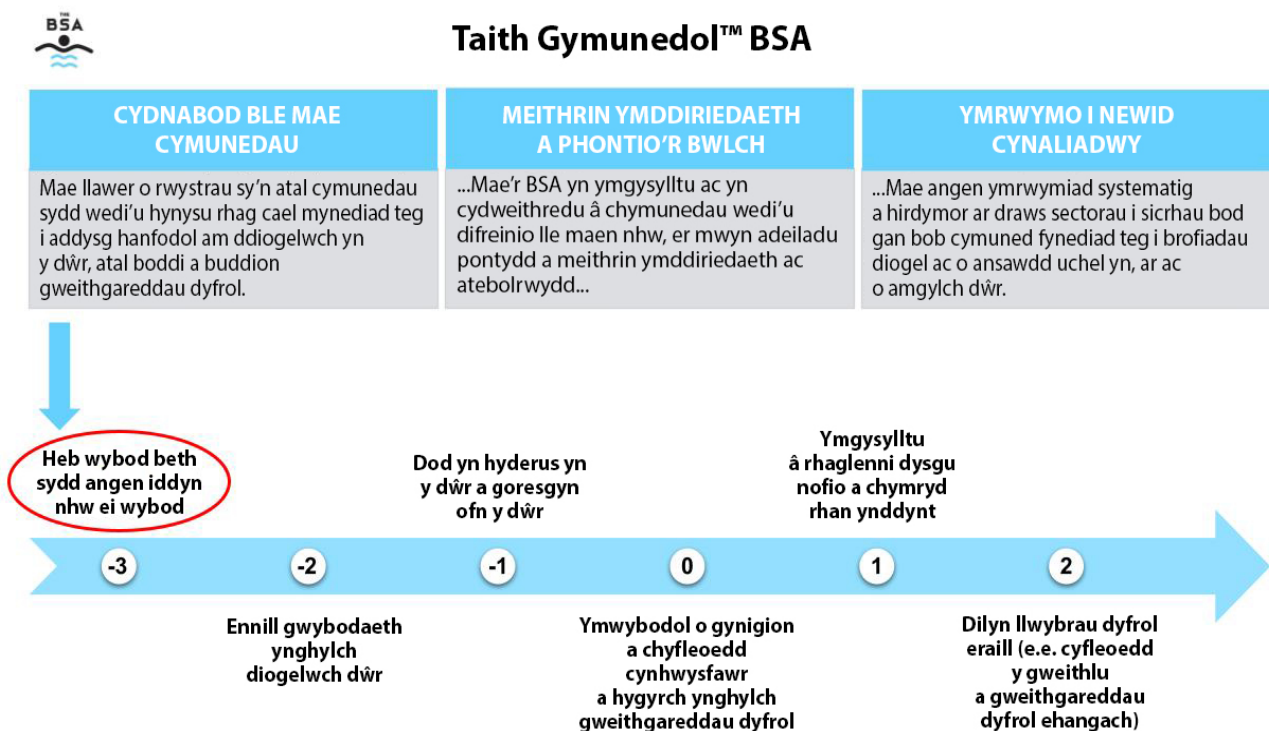 THE
BSA
Taith Gymunedol™ BSA
CYDNABOD BLE MAE
CYMUNEDAU
Mae llawer o rwystrau sy'n atal cymunedau
sydd wedi'u hynysu rhag cael mynediad teg
i addysg hanfodol am ddiogelwch yn
y dŵr, atal boddi a buddion
gweithgareddau dyfrol.
MEITHRIN YMDDIRIEDAETH
A PHONTIO'R BWLCH
...Mae'r BSA yn ymgysylltu ac yn
cydweithredu â chymunedau wedi'u
difreinio lle maen nhw, er mwyn adeiladu
pontydd a meithrin ymddiriedaeth ac
atebolrwydd...
YMRWYMO I NEWID
CYNALIADWY
...Mae angen ymrwymiad systematig
a hirdymor ar draws sectorau i sicrhau bod
gan bob cymuned fynediad teg i brofiadau
diogel ac o ansawdd uchel yn, ar ac
o amgylch dŵr.
Heb wybod beth
sydd angen iddyn
nhw ei wybod
Dod yn hyderus yn
y dŵr a goresgyn
ofn y dŵr
Ymgysylltu
â rhaglenni dysgu
nofio a chymryd
rhan ynddynt
-3
-2
-1
0
1
2
Ennill gwybodaeth
ynghylch
diogelwch dŵr
Ymwybodol o gynigion
a chyfleoedd
cynhwysfawr
a hygyrch ynghylch
gweithgareddau dyfrol
Dilyn llwybrau dyfrol
eraill (e.e. cyfleoedd
y gweithlu
a gweithgareddau
dyfrol ehangach)